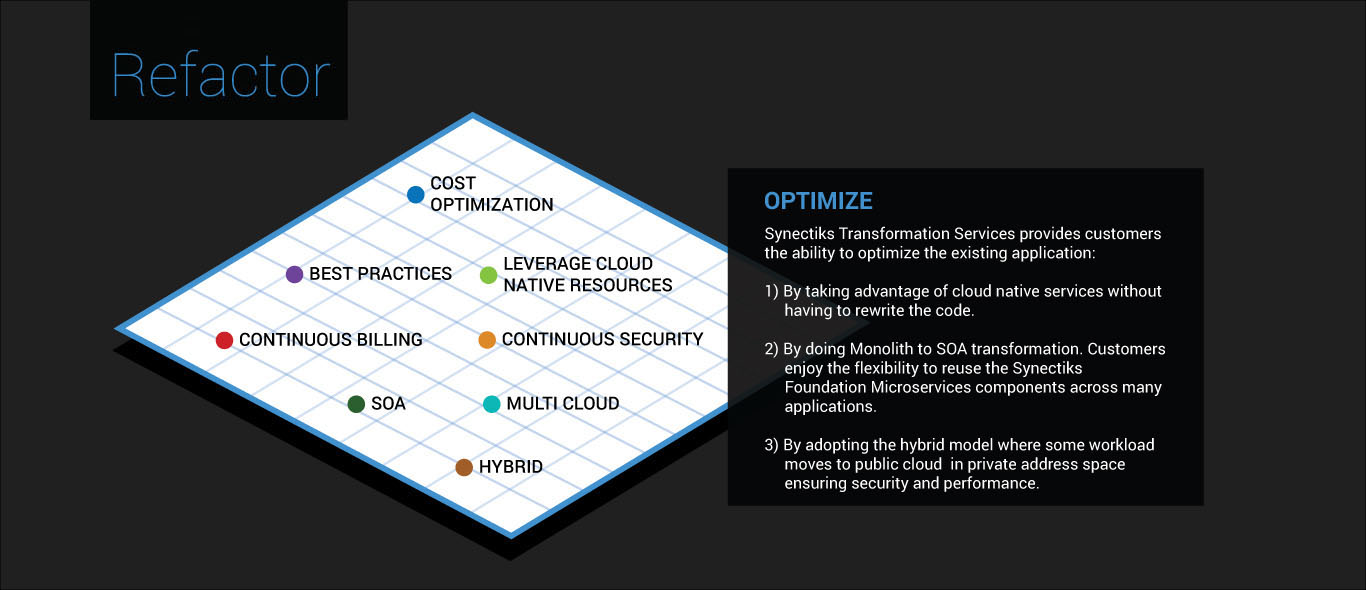 Refactor
COST
OPTIMIZATION
BEST PRACTICES
LEVERAGE CLOUD
NATIVE RESOURCES
CONTINUOUS BILLING
CONTINUOUS SECURITY
SOA
MULTI CLOUD
HYBRID
OPTIMIZE
Synectiks Transformation Services provides customers
the ability to optimize the existing application:
1) By taking advantage of cloud native services without
having to rewrite the code.
2) By doing Monolith to SOA transformation. Customers
enjoy the flexibility to reuse the Synectiks
Foundation Microservices components across many
applications.
3) By adopting the hybrid model where some workload
moves to public cloud  in private address space
ensuring security and performance.